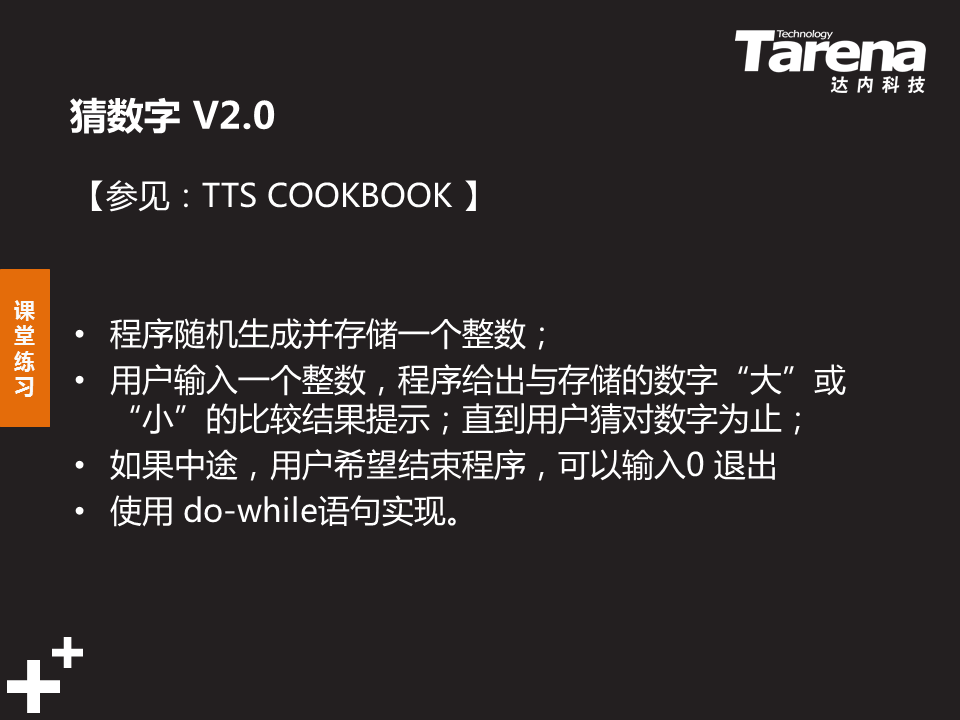 Technology
Tarena
达内科技
猜数字 V2.0
【参见：TTS COOKBOOK 】
课
堂
练
习
• 程序随机生成并存储一个整数；
• 用户输入一个整数，程序给出与存储的数字“大”或
“小”的比较结果提示；直到用户猜对数字为止；
• 如果中途，用户希望结束程序，可以输入0 退出
• 使用 do-while语句实现。